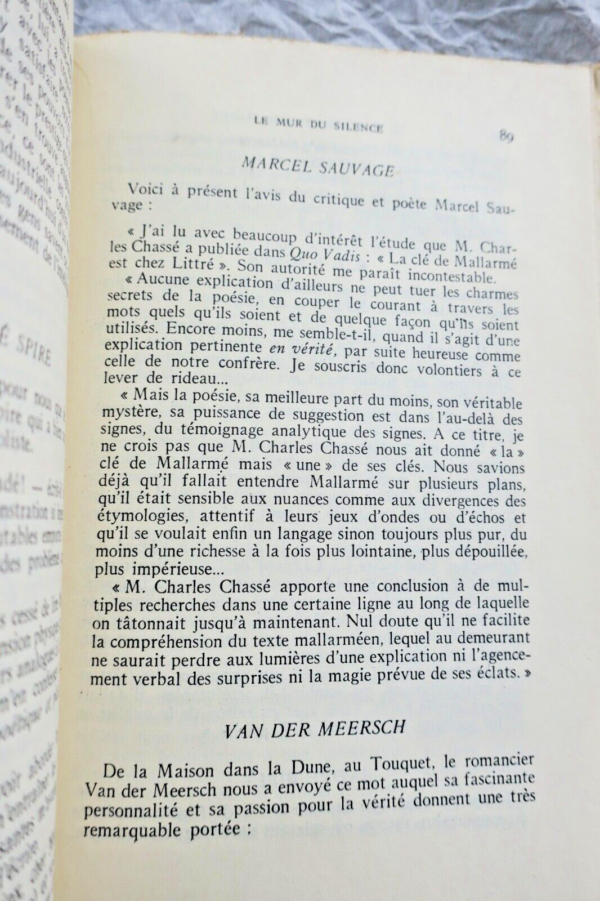 LE MUR DU SILENCE
89
MARCEL SAUVAGE
Voici à présent l'avis du critique et poète Marcel Sau-
vage :
« J'ai lu avec beaucoup d'intérêt l'étude que M. Char-
les Chassé a publiée dans Quo Vadis : « La clé de Mallarmé
est chez Littré ». Son autorité me paraît incontestable.
« Aucune explication d'ailleurs ne peut tuer les charmes
secrets de la poésie, en couper le courant à travers les
mots quels qu'ils soient et de quelque façon qu'ils soient
utilisés. Encore moins, me semble-t-il, quand il s'agit d'une
explication pertinente en vérité, par suite heureuse comme
celle de notre confrère. Je souscris donc volontiers à ce
lever de rideau...
« Mais la poésie, sa meilleure part du moins, son véritable
mystère, sa puissance de suggestion est dans l'au-delà des
signes, du témoignage analytique des signes. A ce titre, je
ne crois pas que M. Charles Chassé nous ait donné « la »
clé de Mallarmé mais « une » de ses clés. Nous savions
déjà qu'il fallait entendre Mallarmé sur plusieurs plans,
qu'il était sensible aux nuances comme aux divergences des
étymologies, attentif à leurs jeux d'ondes ou d'échos et
qu'il se voulait enfin un langage sinon toujours plus pur, du
moins d'une richesse à la fois plus lointaine, plus dépouillée,
plus impérieuse...
« M. Charles Chassé apporte une conclusion à de mul-
tiples recherches dans une certaine ligne au long de laquelle
on tâtonnait jusqu'à maintenant. Nul doute qu'il ne facilite
la compréhension du texte mallarméen, lequel au demeurant
ne saurait perdre aux lumières d'une explication ni l'agence-
ment verbal des surprises ni la magie prévue de ses éclats. »
VAN DER MEERSCH
De la Maison dans la Dune, au Touquet, le romancier
Van der Meersch nous a envoyé ce mot auquel sa fascinante
personnalité et sa passion pour la vérité donnent une très
remarquable portée :